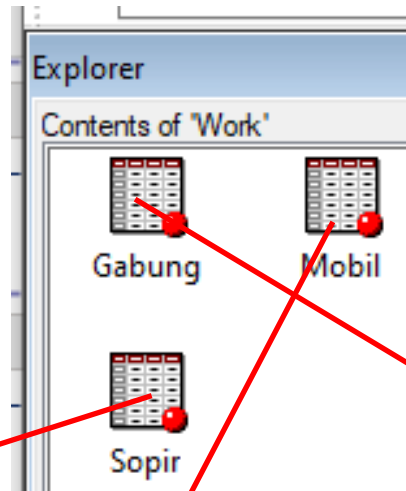 Explorer
Contents of 'Work'
Gabung
Mobil
Sopir